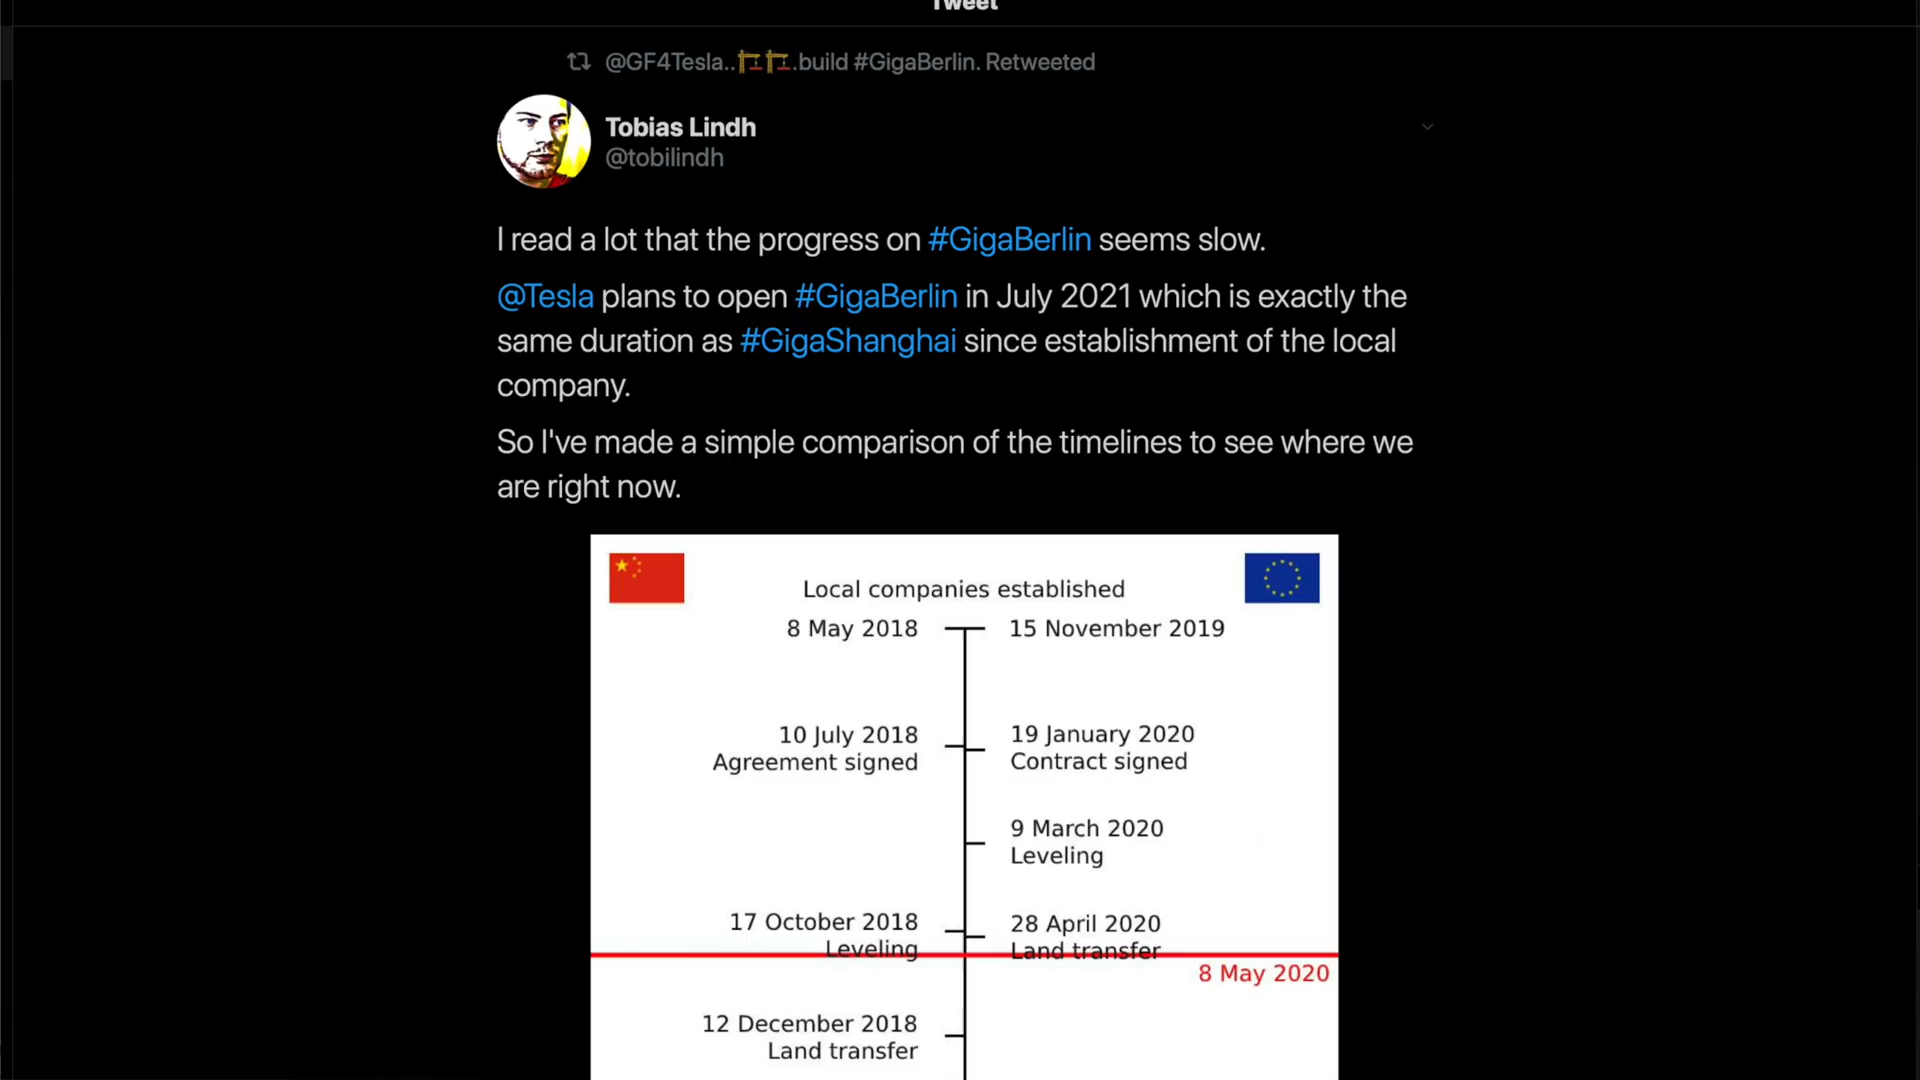 Tweet
@GF4Tesla..🏗🏗.build #GigaBerlin. Retweeted
Tobias Lindh
@tobilindh
I read a lot that the progress on #GigaBerlin seems slow.
@Tesla plans to open #GigaBerlin in July 2021 which is exactly the
same duration as #GigaShanghai since establishment of the local
company.
So I've made a simple comparison of the timelines to see where we
are right now.
Local companies established
8 May 2018
15 November 2019
10 July 2018
Agreement signed
19 January 2020
Contract signed
9 March 2020
Leveling
17 October 2018
Leveling
28 April 2020
Land transfer
8 May 2020
12 December 2018
Land transfer